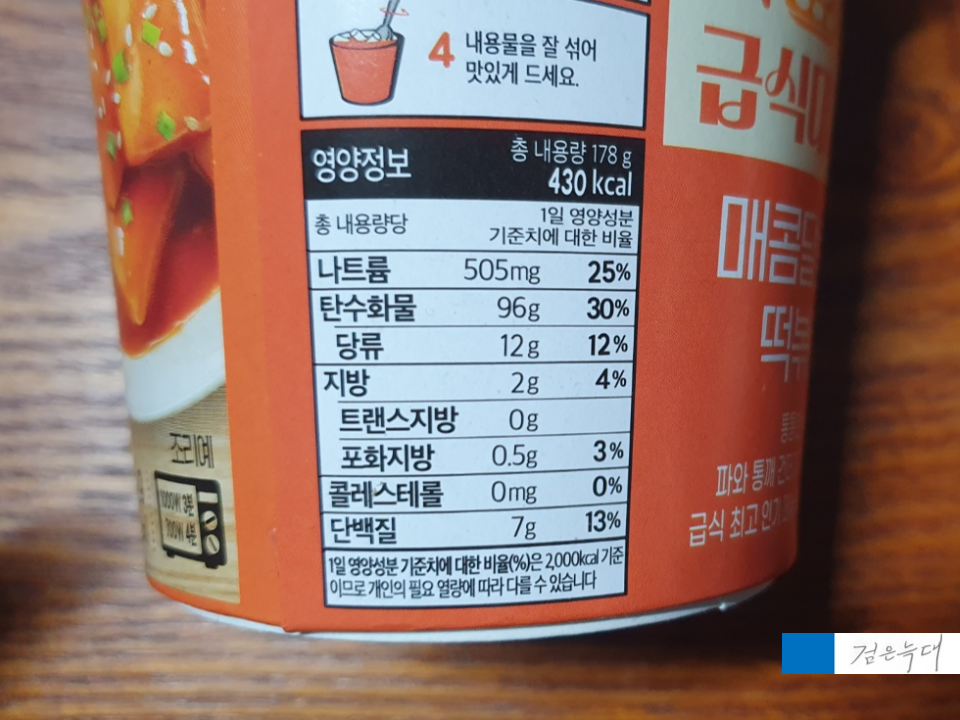 4 내용물을 잘 섞어
맛있게 드세요.
영양정보
총 내용량 178 g
430 kcal
총 내용량당
1일 영양성분
기준치에 대한 비율
나트륨 505mg 25%
탄수화물 96g 30%
당류 12g 12%
지방 2g 4%
트랜스지방 0g
포화지방 0.5g 3%
콜레스테롤 0mg 0%
단백질 7g 13%
1일 영양성분 기준치에 대한 비율(%)은 2,000kcal 기준
이므로 개인의 필요 열량에 따라 다를 수 있습니다
급식
매콤
파와 통깨
급식 최고 인기
조리예
검은늑대